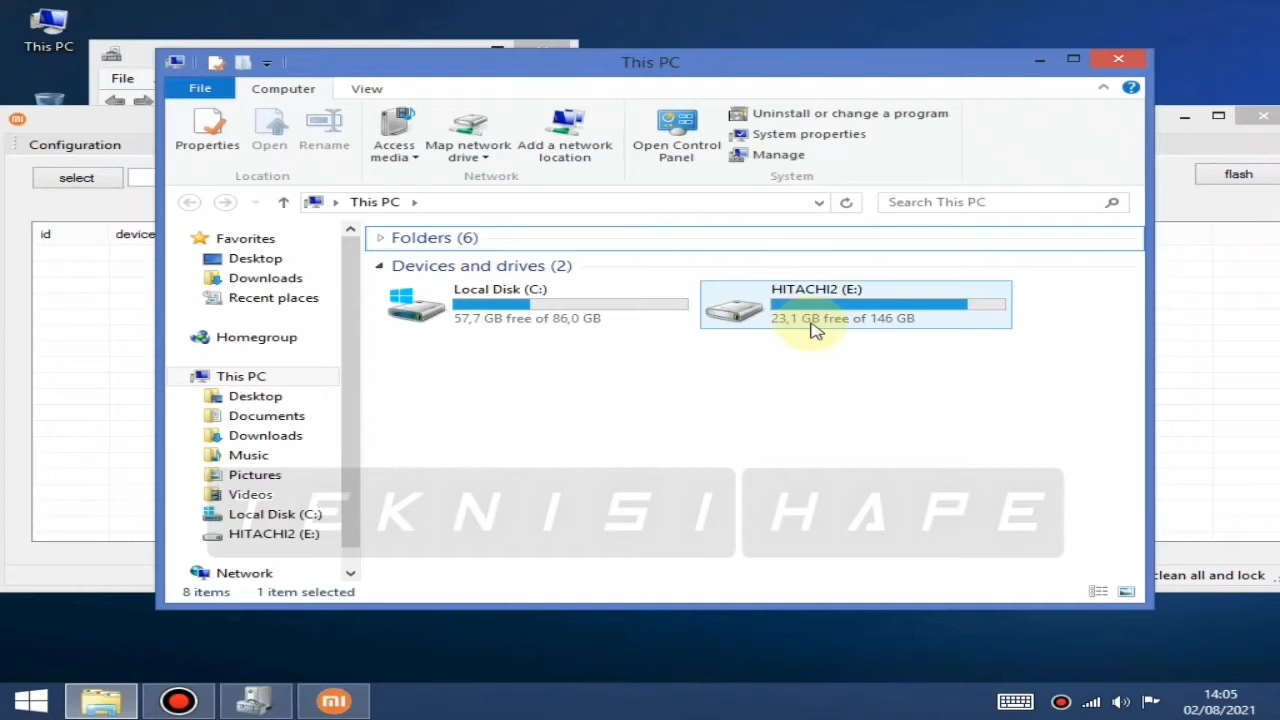 This PC
This PC
File
File
Computer
View
Properties
Open
Rename
Access media
Map network drive
Add a network location
Open Control Panel
Uninstall or change a program
System properties
Manage
Location
Network
System
This PC
Search This PC
Configuration
select
flash
id
device
Favorites
Desktop
Downloads
Recent places
Homegroup
This PC
Desktop
Documents
Downloads
Music
Pictures
Videos
Local Disk (C:)
HITACHI2 (E:)
Network
Folders (6)
Devices and drives (2)
Local Disk (C:)
57,7 GB free of 86,0 GB
HITACHI2 (E:)
23,1 GB free of 146 GB
TEKNISI HAPE
8 items
1 item selected
clean all and lock
mi
14:05
02/08/2021